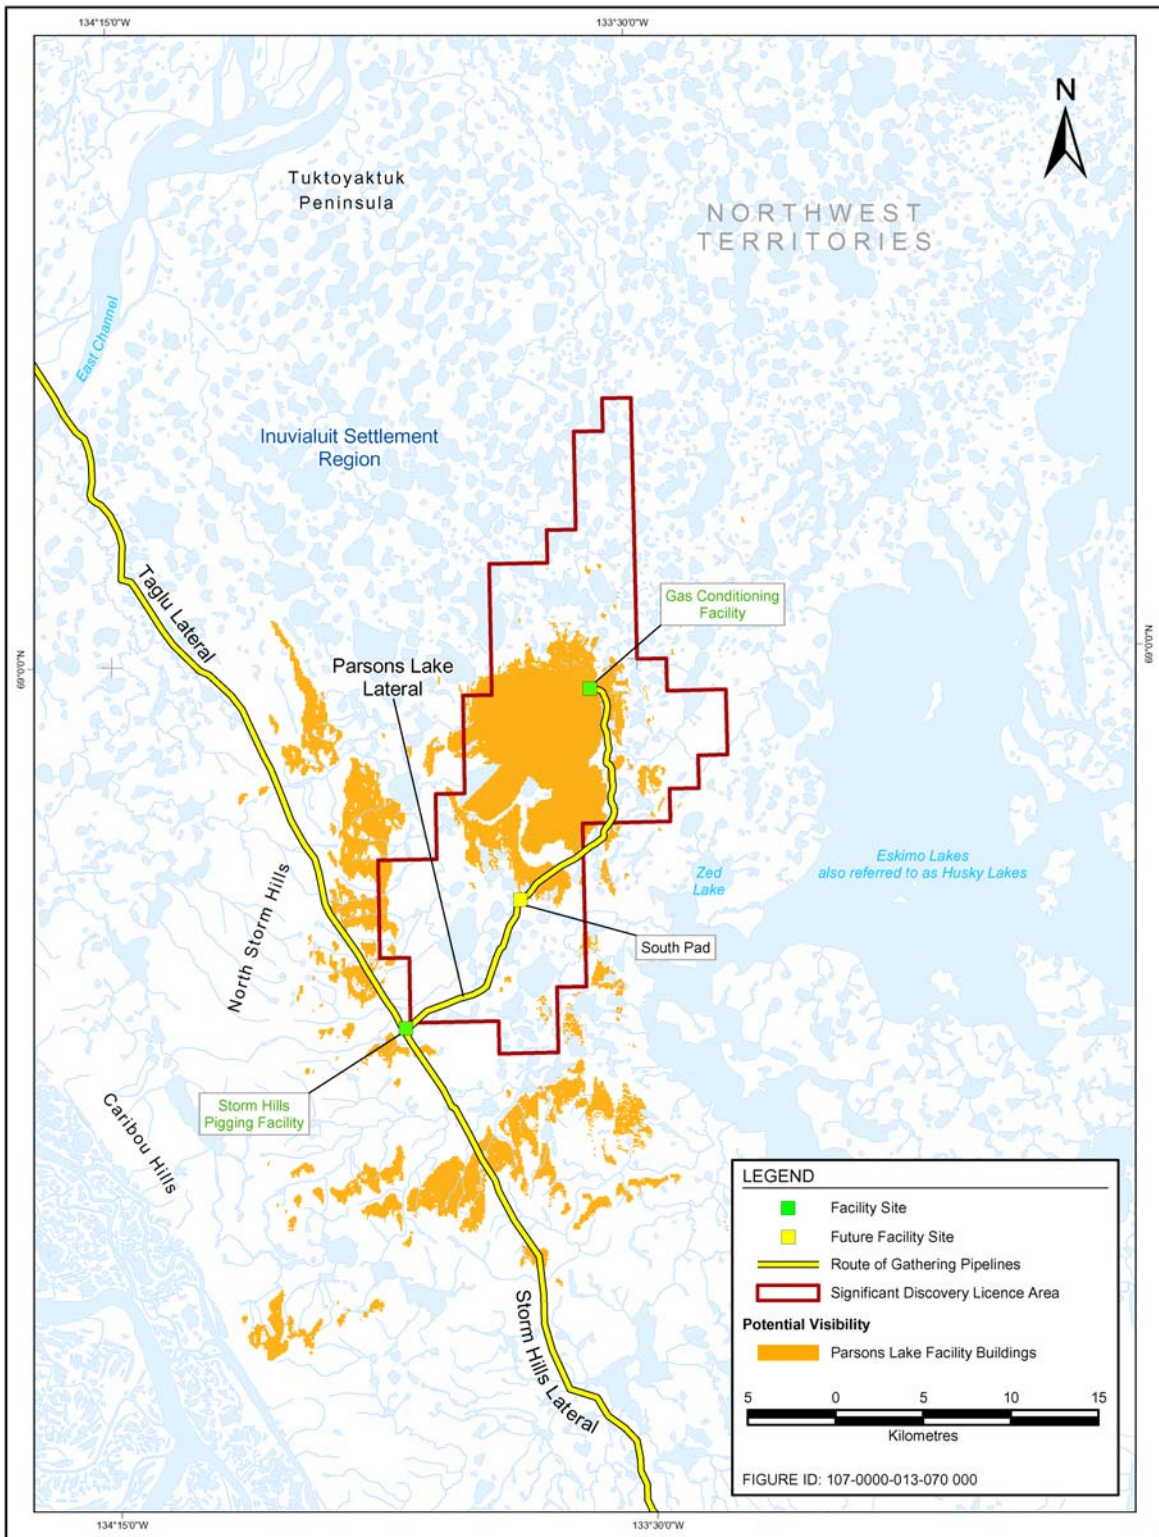 134°15'0"W
133°30'0"W
N
Tuktoyaktuk
Peninsula
NORTHWEST
TERRITORIES
East Channel
Inuvialuit Settlement
Region
Gas Conditioning
Facility
Taglu Lateral
69°0'0"N
69°0'0"N
Parsons Lake
Lateral
Eskimo Lakes
also referred to as Husky Lakes
Zed
Lake
North Storm Hills
South Pad
Storm Hills
Pigging Facility
Caribou Hills
Storm Hills Lateral
LEGEND
Facility Site
Future Facility Site
Route of Gathering Pipelines
Significant Discovery Licence Area
Potential Visibility
Parsons Lake Facility Buildings
5 0 5 10 15
Kilometres
FIGURE ID: 107-0000-013-070 000
134°15'0"W
133°30'0"W